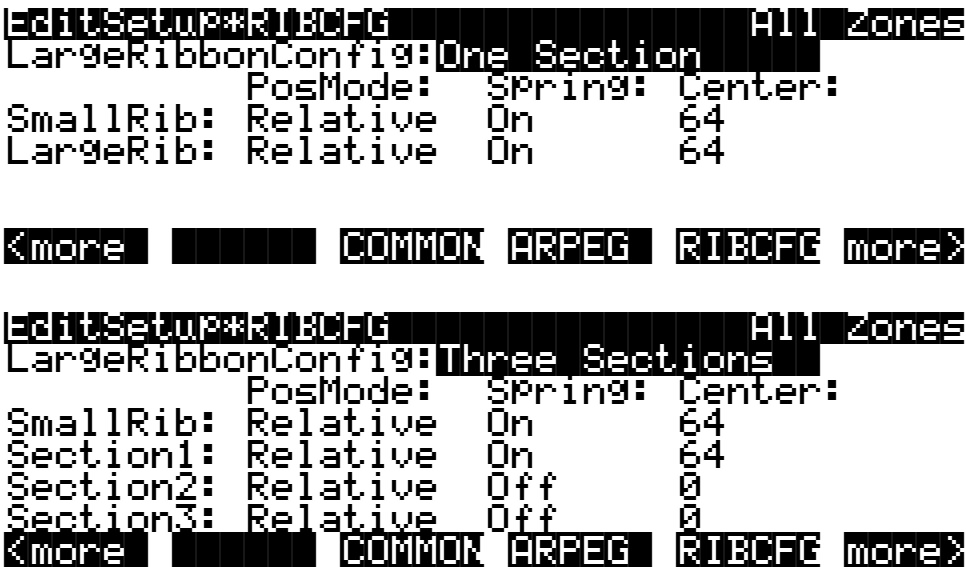 EditSetup*RIBCFG All Zones
LargeRibbonConfig:One Section
PosMode: Spring: Center:
SmallRib: Relative On 64
LargeRib: Relative On 64
<more COMMON ARPEG RIBCFG more>
EditSetup*RIBCFG All Zones
LargeRibbonConfig:Three Sections
PosMode: Spring: Center:
SmallRib: Relative On 64
Section1: Relative On 64
Section2: Relative Off 0
Section3: Relative Off 0
<more COMMON ARPEG RIBCFG more>